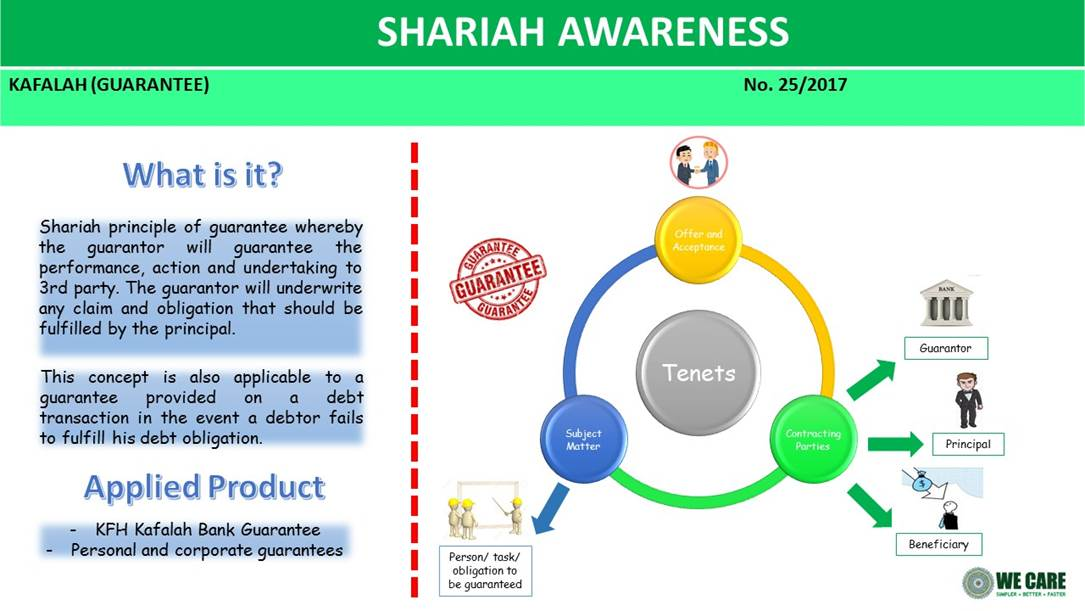 SHARIAH AWARENESS
KAFALAH (GUARANTEE)
No. 25/2017
What is it?
Shariah principle of guarantee whereby
the guarantor will guarantee the
performance, action and undertaking to
3rd party. The guarantor will underwrite
any claim and obligation that should be
fulfilled by the principal.
This concept is also applicable to a
guarantee provided on a debt
transaction in the event a debtor fails
to fulfill his debt obligation.
Applied Product
- KFH Kafalah Bank Guarantee
- Personal and corporate guarantees
GUARANTEE
GUARANTEE
GUARANTEE
Offer and
Acceptance
Tenets
Subject
Matter
Contracting
Parties
Person/ task/
obligation to
be guaranteed
BANK
Guarantor
Principal
$
Beneficiary
WE CARE
SIMPLER • BETTER • FASTER